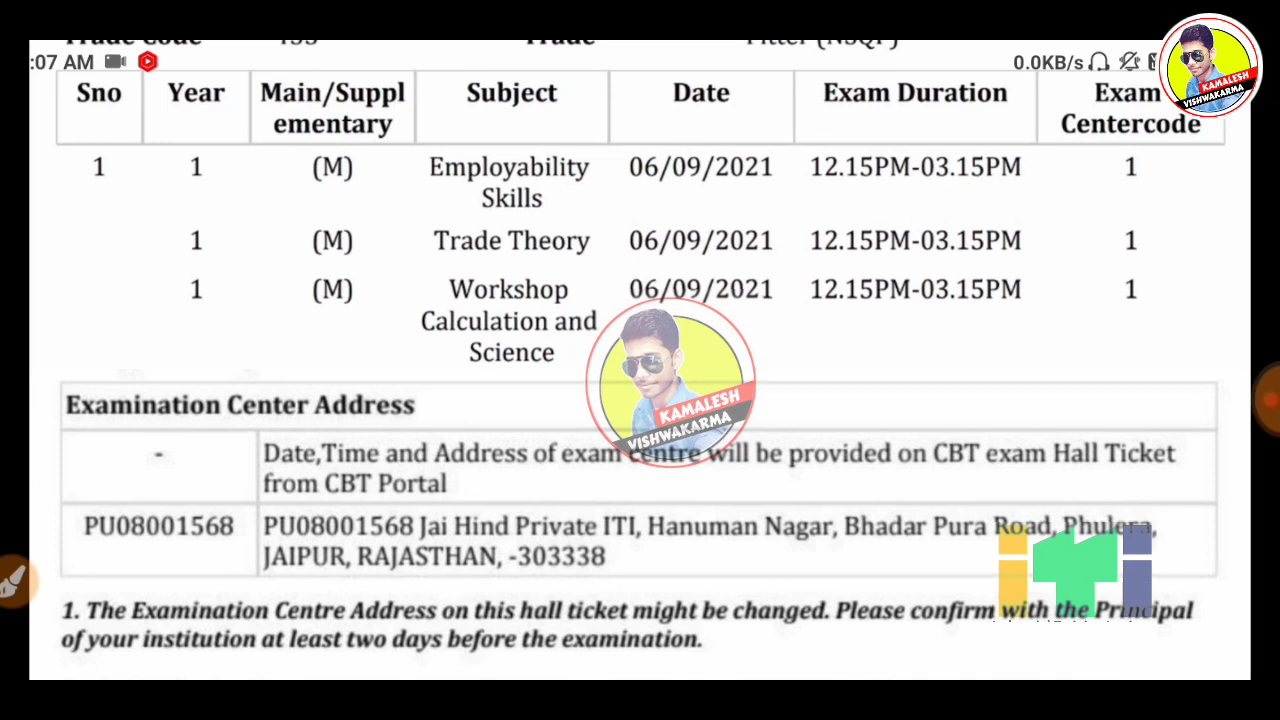 Trade Code Trade Fitter (NSQF)
:07 AM 0.0KB/s
Sno Year Main/Suppl Subject Date Exam Duration Exam
ementary Centercode
1 1 (M) Employability 06/09/2021 12.15PM-03.15PM 1
Skills
1 (M) Trade Theory 06/09/2021 12.15PM-03.15PM 1
1 (M) Workshop 06/09/2021 12.15PM-03.15PM 1
Calculation and
Science
Examination Center Address
- Date,Time and Address of exam centre will be provided on CBT exam Hall Ticket
from CBT Portal
PU08001568 PU08001568 Jai Hind Private ITI, Hanuman Nagar, Bhadar Pura Road, Phulera,
JAIPUR, RAJASTHAN, -303338
1. The Examination Centre Address on this hall ticket might be changed. Please confirm with the Principal
of your institution at least two days before the examination.
KAMALESH
VISHWAKARMA
KAMALESH
VISHWAKARMA
iTi